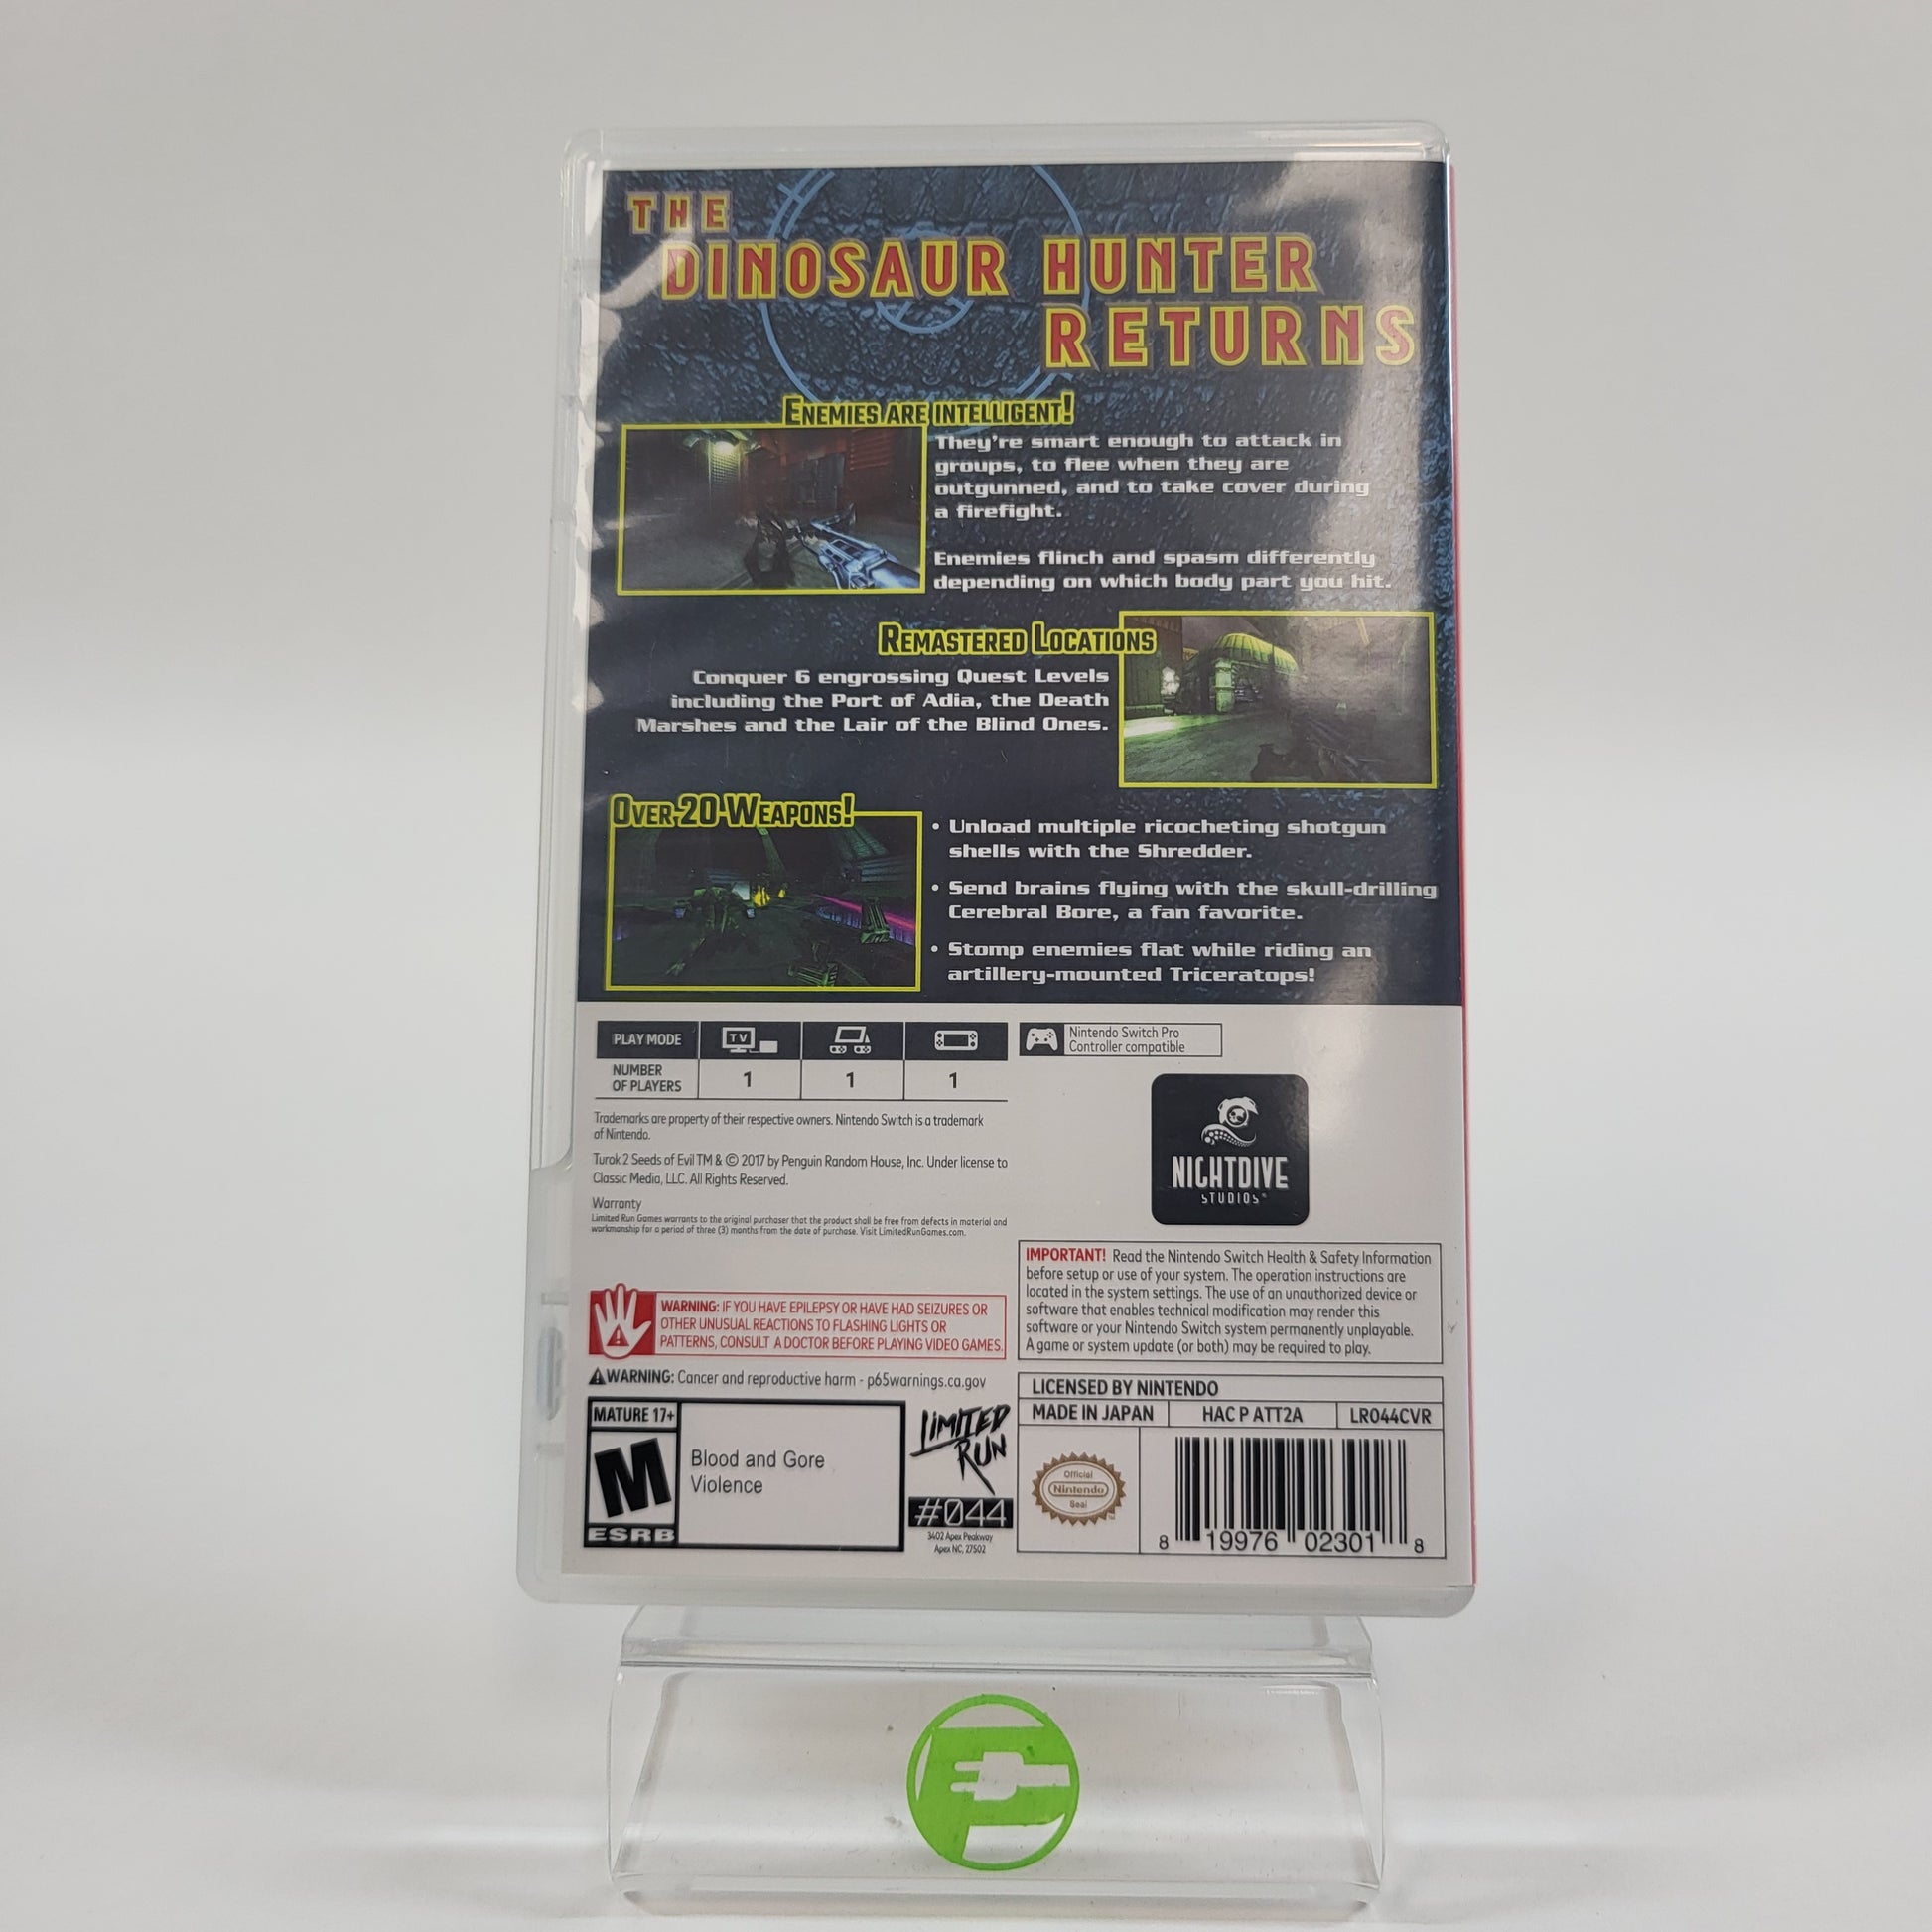 THE
DINOSAUR HUNTER
RETURNS
ENEMIES ARE INTELLIGENT!
They're smart enough to attack in
groups, to flee when they are
outgunned, and to take cover during
a firefight.
Enemies flinch and spasm differently
depending on which body part you hit.
REMASTERED LOCATIONS
Conquer 6 engrossing Quest Levels
including the Port of Adia, the Death
Marshes and the Lair of the Blind Ones.
OVER 20 WEAPONS!
• Unload multiple ricocheting shotgun
shells with the Shredder.
• Send brains flying with the skull-drilling
Cerebral Bore, a fan favorite.
• Stomp enemies flat while riding an
artillery-mounted Triceratops!
PLAY MODE TV
NUMBER
OF PLAYERS 1 1 1
Nintendo Switch Pro
Controller compatible
Trademarks are property of their respective owners. Nintendo Switch is a trademark
of Nintendo.
Turok 2 Seeds of Evil TM & © 2017 by Penguin Random House, Inc. Under license to
Classic Media, LLC. All Rights Reserved.
Warranty
Limited Run Games warrants to the original purchaser that the product shall be free from defects in material and
workmanship for a period of three (3) months from the date of purchase. Visit LimitedRunGames.com.
NIGHTDIVE
STUDIOS
IMPORTANT! Read the Nintendo Switch Health & Safety Information
before setup or use of your system. The operation instructions are
located in the system settings. The use of an unauthorized device or
software that enables technical modification may render this
software or your Nintendo Switch system permanently unplayable.
A game or system update (or both) may be required to play.
WARNING: IF YOU HAVE EPILEPSY OR HAVE HAD SEIZURES OR
OTHER UNUSUAL REACTIONS TO FLASHING LIGHTS OR
PATTERNS, CONSULT A DOCTOR BEFORE PLAYING VIDEO GAMES.
WARNING: Cancer and reproductive harm - p65warnings.ca.gov
MATURE 17+
M
ESRB
Blood and Gore
Violence
LIMITED
RUN
#044
3402 Apex Peakway
Apex NC, 27502
LICENSED BY NINTENDO
MADE IN JAPAN HAC P ATT2A LR044CVR
Official
Nintendo
Seal
8 19976 02301 8